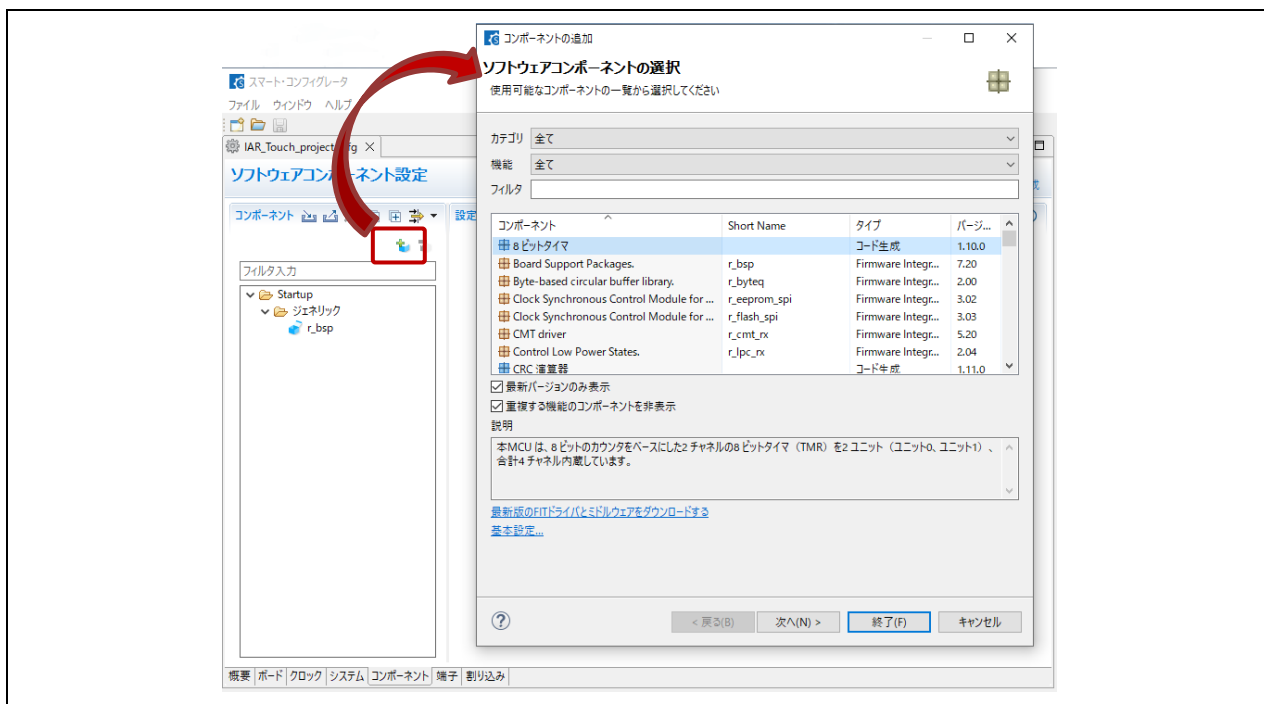 スマート・コンフィグレータ
ファイル ウィンドウ ヘルプ
IAR_Touch_project
ソフトウェアコンポーネント設定
コンポーネント
設定
フィルタ入力
Startup
ジェネリック
r_bsp
概要 ボード クロック システム コンポーネント 端子 割り込み
コンポーネントの追加
ソフトウェアコンポーネントの選択
使用可能なコンポーネントの一覧から選択してください
カテゴリ 全て
機能 全て
フィルタ
コンポーネント Short Name タイプ バージ...
8 ビットタイマ コード生成 1.10.0
Board Support Packages. r_bsp Firmware Integr... 7.20
Byte-based circular buffer library. r_byteq Firmware Integr... 2.00
Clock Synchronous Control Module for ... r_eeprom_spi Firmware Integr... 3.02
Clock Synchronous Control Module for ... r_flash_spi Firmware Integr... 3.03
CMT driver r_cmt_rx Firmware Integr... 5.20
Control Low Power States. r_lpc_rx Firmware Integr... 2.04
CRC 演算器 コード生成 1.11.0
最新バージョンのみ表示
重複する機能のコンポーネントを非表示
説明
本MCU は、8 ビットのカウンタをベースにした2 チャネルの8 ビットタイマ（TMR）を2 ユニット（ユニット0、ユニット1）、
合計4 チャネル内蔵しています。
最新版のFITドライバとミドルウェアをダウンロードする
基本設定...
< 戻る(B) 次へ(N) > 終了(F) キャンセル